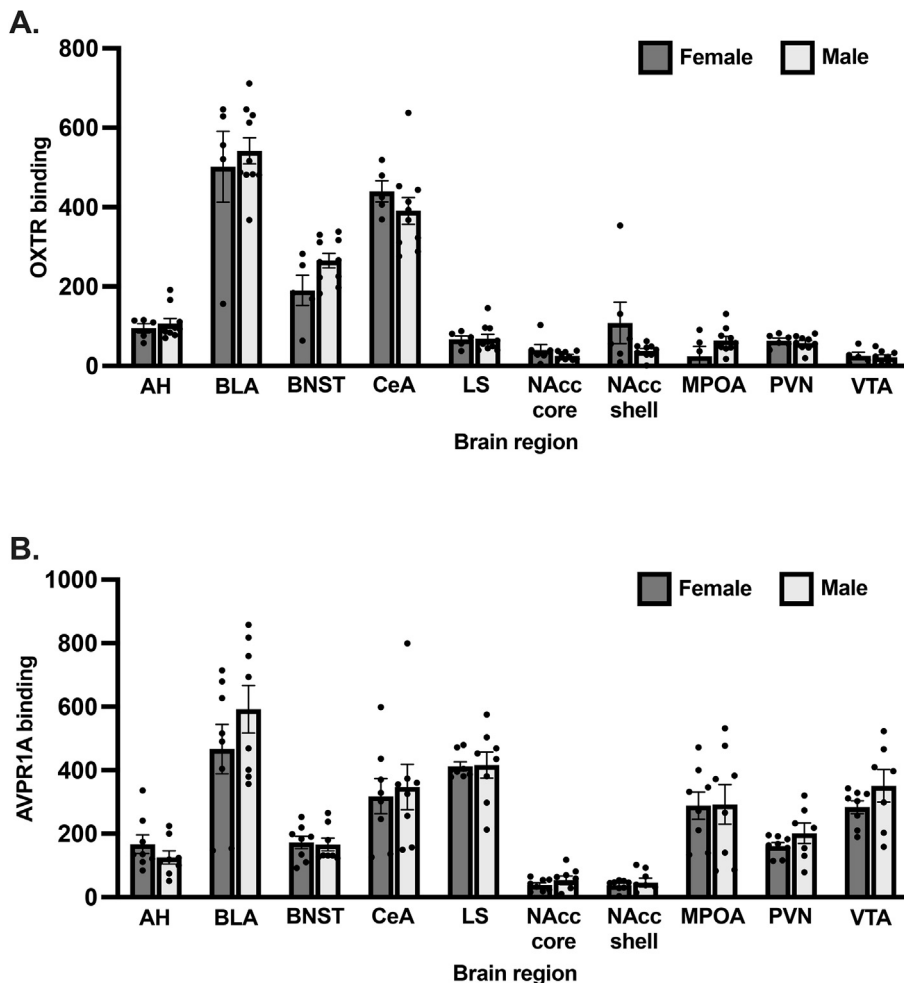 A.
800
Female Male
600
400
200
0
OXTR binding
AH BLA BNST CeA LS NAcc core NAcc shell MPOA PVN VTA
Brain region
B.
1000
Female Male
800
600
400
200
0
AVPR1A binding
AH BLA BNST CeA LS NAcc core NAcc shell MPOA PVN VTA
Brain region